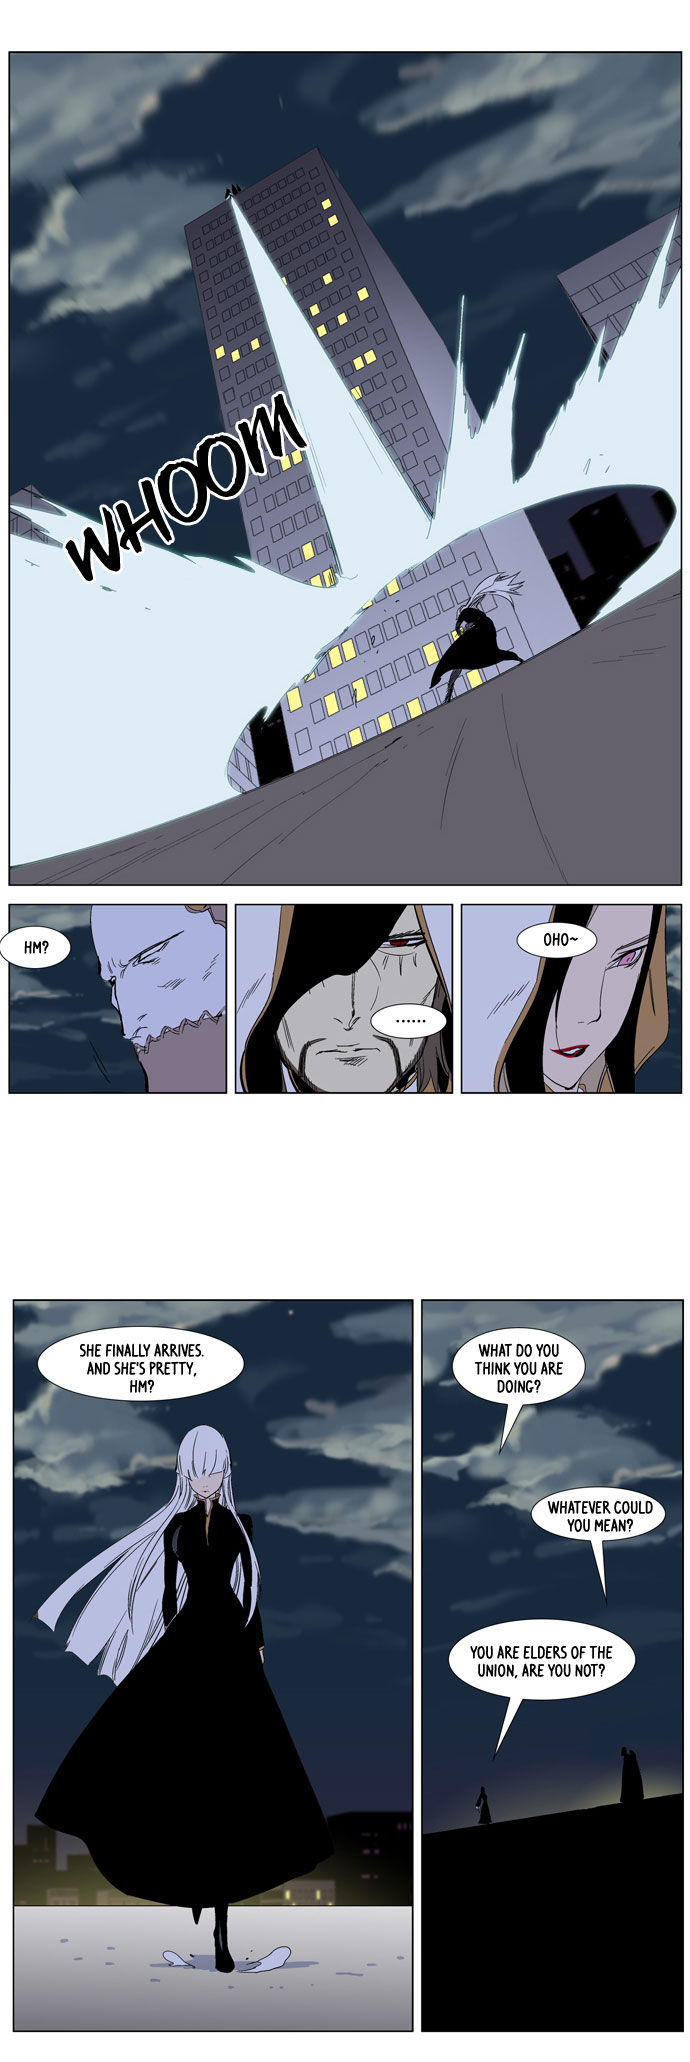 WHOOM
HM?
......
OHO~
SHE FINALLY ARRIVES.
AND SHE'S PRETTY,
HM?
WHAT DO YOU
THINK YOU ARE
DOING?
WHATEVER COULD
YOU MEAN?
YOU ARE ELDERS OF THE
UNION, ARE YOU NOT?